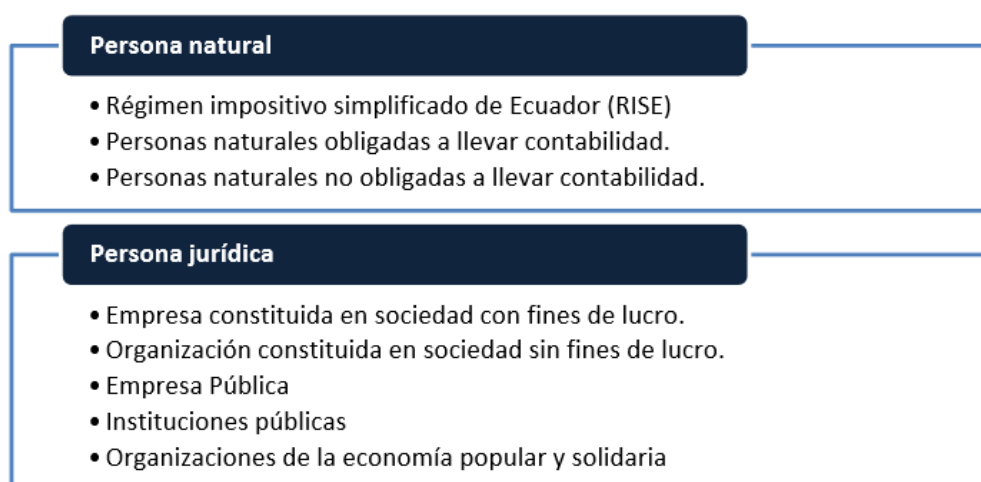 Persona natural
• Régimen impositivo simplificado de Ecuador (RISE)
• Personas naturales obligadas a llevar contabilidad.
• Personas naturales no obligadas a llevar contabilidad.
Persona jurídica
• Empresa constituida en sociedad con fines de lucro.
• Organización constituida en sociedad sin fines de lucro.
• Empresa Pública
• Instituciones públicas
• Organizaciones de la economía popular y solidaria